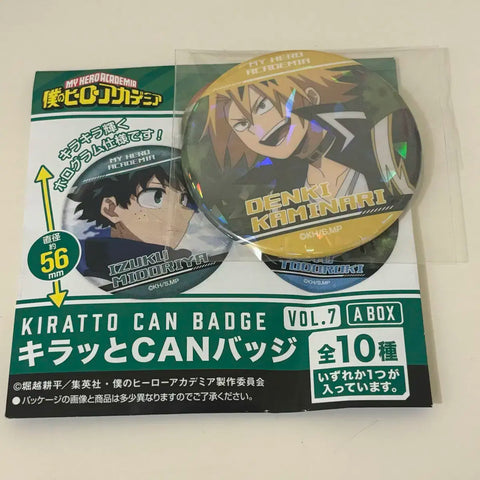 MY HERO ACADEMIA
僕のヒーローアカデミア
キラキラ輝く
ホログラム仕様です!
直径
約
56
mm
MY HERO
ACADEMIA
IZUKU
MIDORIYA
©KH/S,MP
MY HERO
ACADEMIA
©KH/S,MP
DENKI
KAMINARI
©KH/S,MP
TODOROKI
©KH/S,MP
KIRATTO CAN BADGE VOL.7 A BOX
キラッとCANバッジ
全10種
いずれか1つが
入っています。
©堀越耕平/集英社・僕のヒーローアカデミア製作委員会
●パッケージの画像と商品は多少異なりますのでご了承ください。